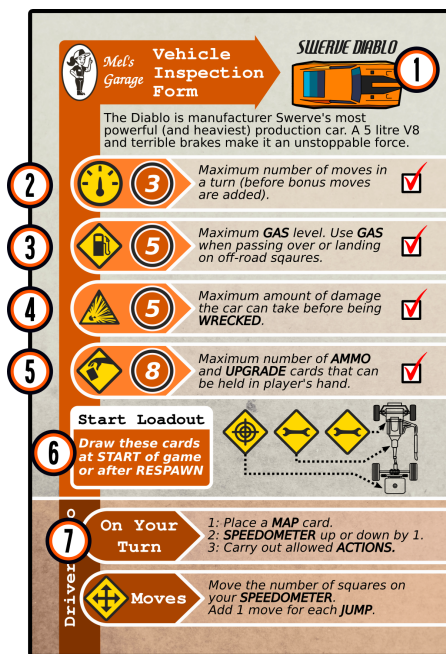 SWERVE DIABLO
1
Mel's
Garage
Vehicle
Inspection
Form
The Diablo is manufacturer Swerve's most
powerful (and heaviest) production car. A 5 litre V8
and terrible brakes make it an unstoppable force.
2
3
Maximum number of moves in
a turn (before bonus moves
are added).
3
5
Maximum GAS level. Use GAS
when passing over or landing
on off-road sqaures.
4
5
Maximum amount of damage
the car can take before being
WRECKED.
5
8
Maximum number of AMMO
and UPGRADE cards that can
be held in player's hand.
Start Loadout
6
Draw these cards
at START of game
or after RESPAWN
7
On Your
Turn
1: Place a MAP card.
2: SPEEDOMETER up or down by 1.
3: Carry out allowed ACTIONS.
Moves
Move the number of squares on
your SPEEDOMETER.
Add 1 move for each JUMP.